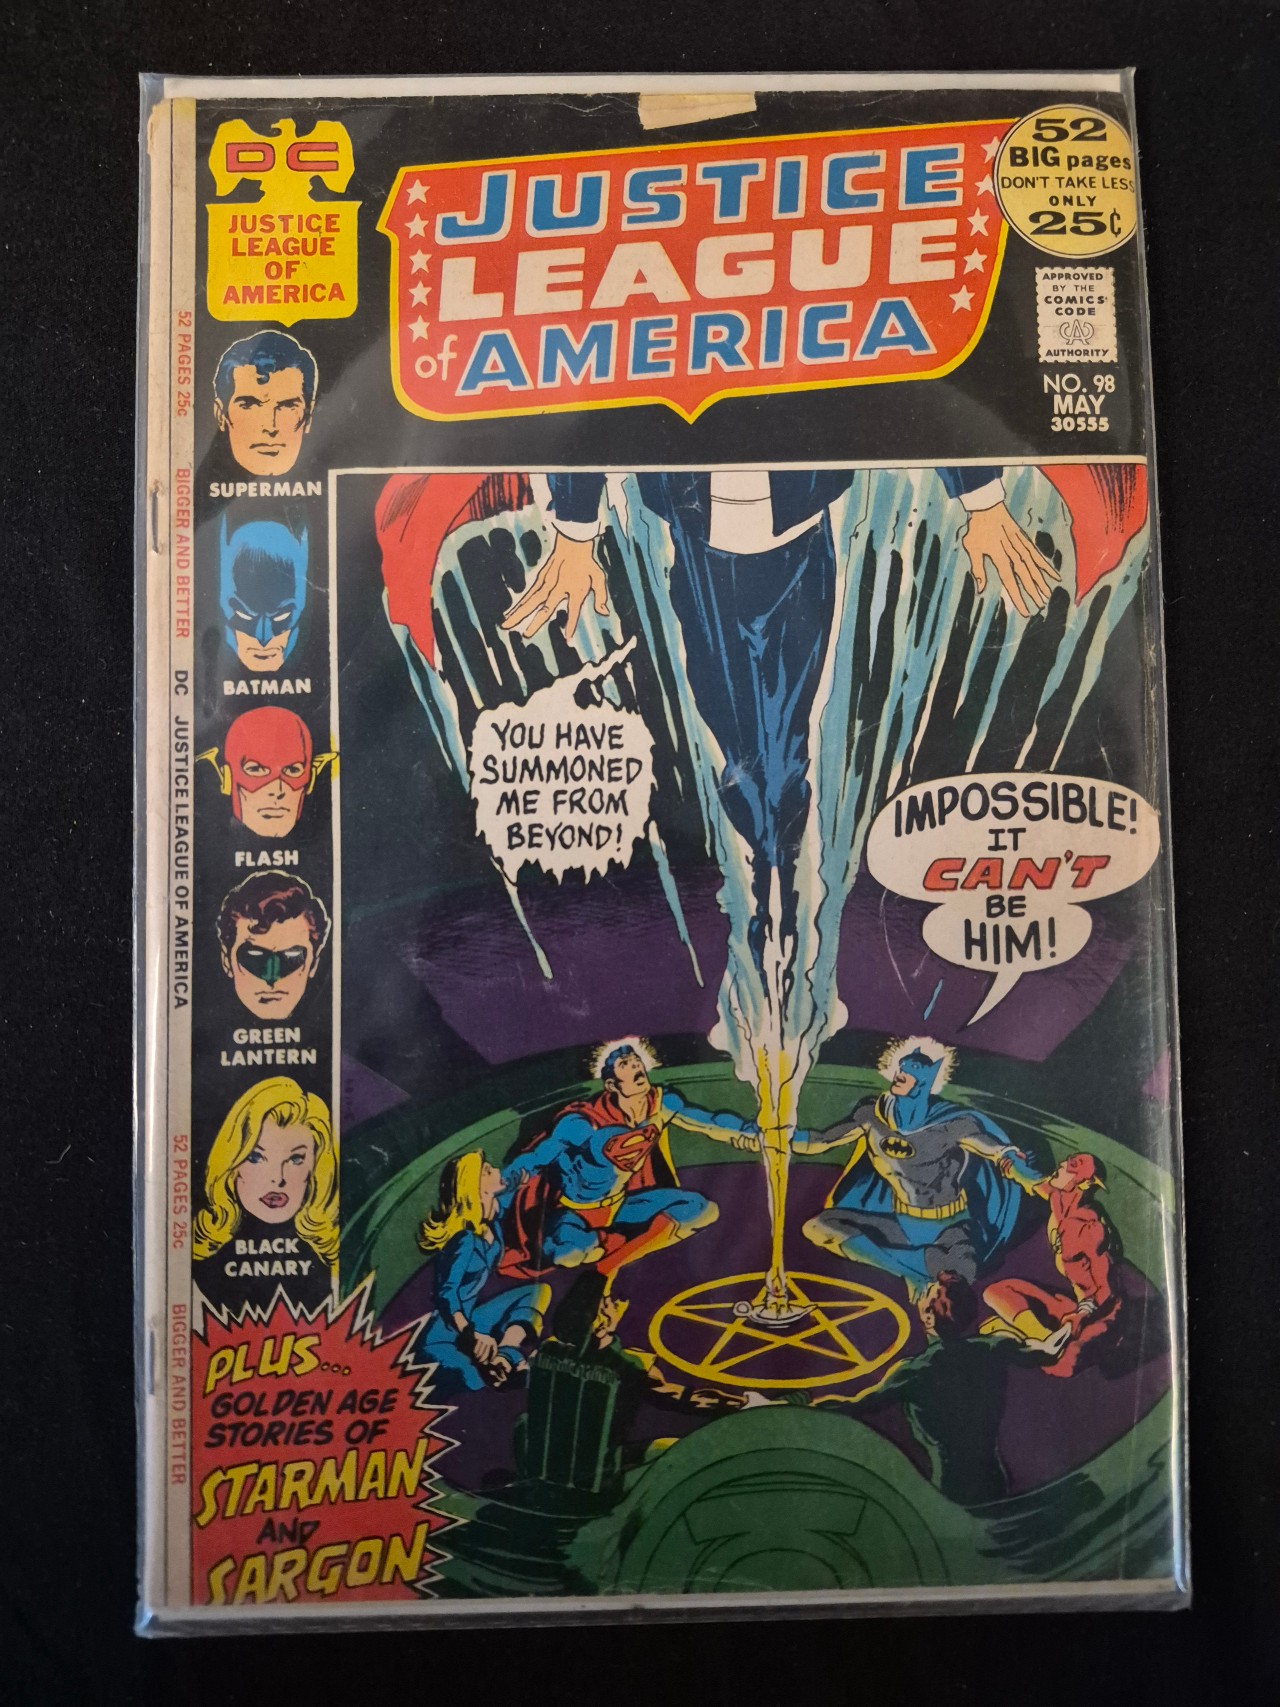 DC
JUSTICE
LEAGUE
OF
AMERICA
JUSTICE
LEAGUE
of AMERICA
52
BIG pages
DON'T TAKE LESS
ONLY
25¢
APPROVED
BY THE
COMICS
CODE
CA
AUTHORITY
NO. 98
MAY
30555
52 PAGES 25c BIGGER AND BETTER DC JUSTICE LEAGUE OF AMERICA 52 PAGES 25c BIGGER AND BETTER
SUPERMAN
BATMAN
FLASH
GREEN
LANTERN
BLACK
CANARY
YOU HAVE
SUMMONED
ME FROM
BEYOND!
IMPOSSIBLE!
IT
CAN'T
BE
HIM!
PLUS...
GOLDEN AGE
STORIES OF
STARMAN
AND
SARGON